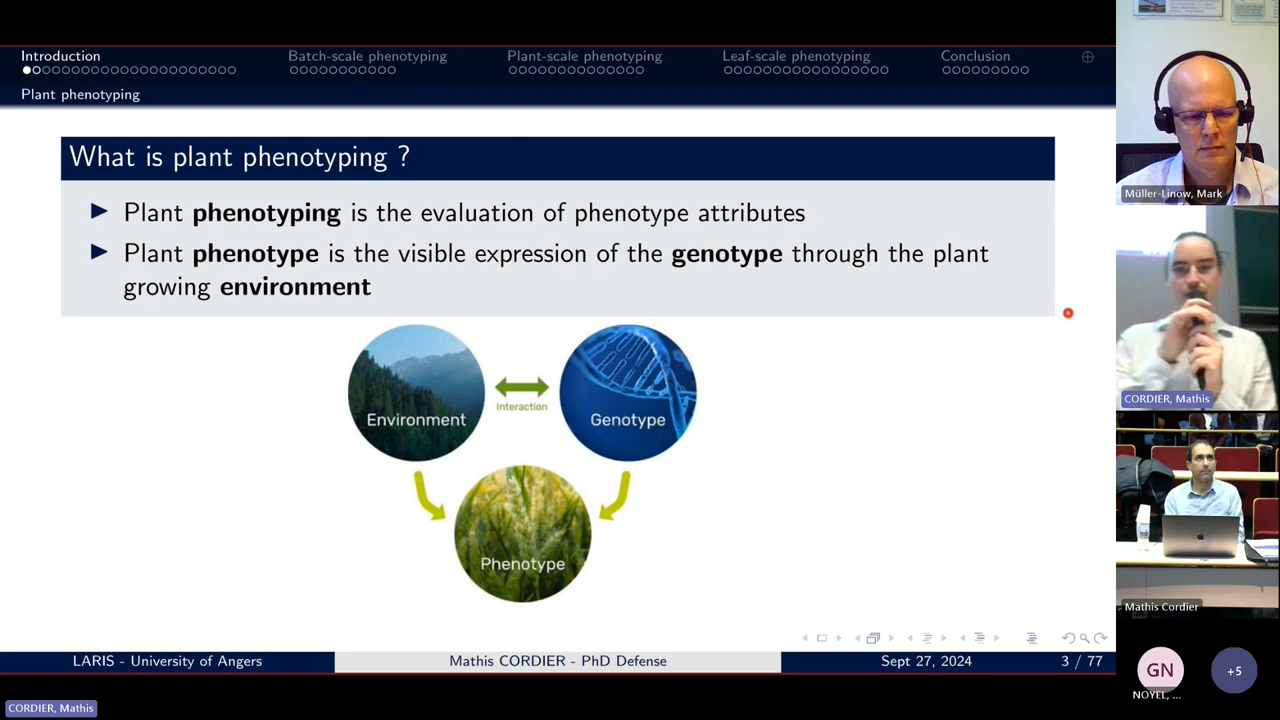 Introduction
Batch-scale phenotyping
Plant-scale phenotyping
Leaf-scale phenotyping
Conclusion
Plant phenotyping
What is plant phenotyping ?
Plant phenotyping is the evaluation of phenotype attributes
Plant phenotype is the visible expression of the genotype through the plant
growing environment
Environment
Interaction
Genotype
Phenotype
LARIS - University of Angers
Mathis CORDIER - PhD Defense
Sept 27, 2024
3 / 77
CORDIER, Mathis
Müller-Linow, Mark
CORDIER, Mathis
Mathis Cordier
GN
NOYEL, ...
+5